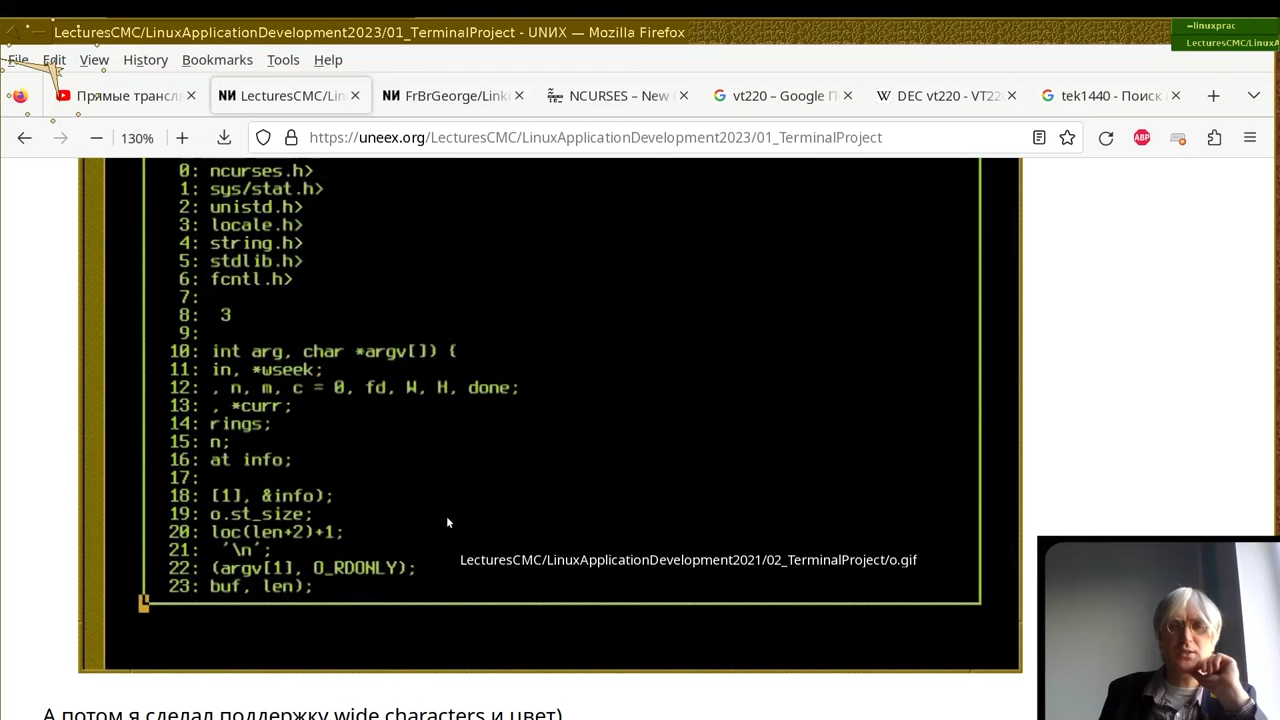 LecturesCMC/LinuxApplicationDevelopment2023/01_TerminalProject - UNИX — Mozilla Firefox
~linuxprac
LecturesCMC/LinuxA
File Edit View History Bookmarks Tools Help
Прямые трансл
LecturesCMC/Lin
FrBrGeorge/Link
NCURSES – New
vt220 – Google П
DEC vt220 - VT22
tek1440 - Поиск
130%
https://uneex.org/LecturesCMC/LinuxApplicationDevelopment2023/01_TerminalProject
0: ncurses.h>
1: sys/stat.h>
2: unistd.h>
3: locale.h>
4: string.h>
5: stdlib.h>
6: fcntl.h>
7:
8: 3
9:
10: int arg, char *argv[]) {
11: in, *wseek;
12: , n, m, c = 0, fd, W, H, done;
13: , *curr;
14: rings;
15: n;
16: at info;
17:
18: [1], &info);
19: o.st_size;
20: loc(len+2)+1;
21: '\n';
22: (argv[1], O_RDONLY);
23: buf, len);
LecturesCMC/LinuxApplicationDevelopment2021/02_TerminalProject/o.gif
А потом я сделал поддержку wide characters и цвет)